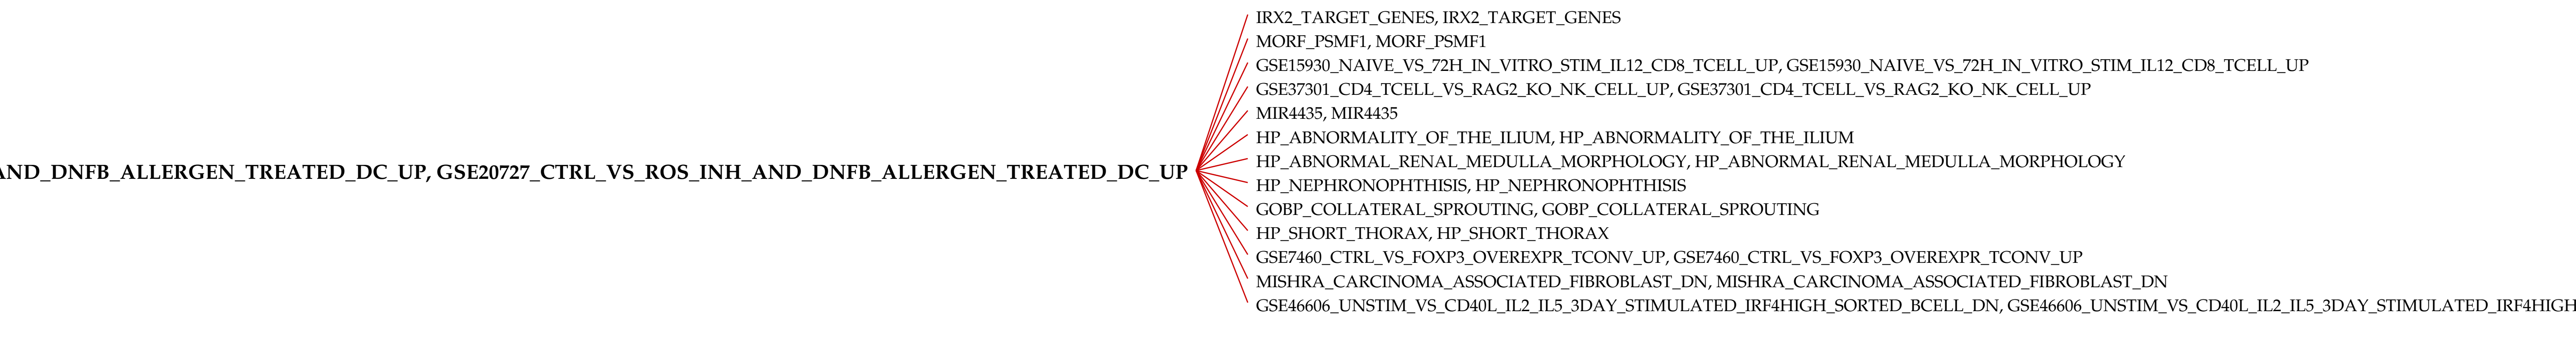 IRX2_TARGET_GENES, IRX2_TARGET_GENES
MORF_PSMF1, MORF_PSMF1
GSE15930_NAIVE_VS_72H_IN_VITRO_STIM_IL12_CD8_TCELL_UP, GSE15930_NAIVE_VS_72H_IN_VITRO_STIM_IL12_CD8_TCELL_UP
GSE37301_CD4_TCELL_VS_RAG2_KO_NK_CELL_UP, GSE37301_CD4_TCELL_VS_RAG2_KO_NK_CELL_UP
MIR4435, MIR4435
HP_ABNORMALITY_OF_THE_ILIUM, HP_ABNORMALITY_OF_THE_ILIUM
HP_ABNORMAL_RENAL_MEDULLA_MORPHOLOGY, HP_ABNORMAL_RENAL_MEDULLA_MORPHOLOGY
AND_DNFB_ALLERGEN_TREATED_DC_UP, GSE20727_CTRL_VS_ROS_INH_AND_DNFB_ALLERGEN_TREATED_DC_UP
HP_NEPHRONOPHTHISIS, HP_NEPHRONOPHTHISIS
GOBP_COLLATERAL_SPROUTING, GOBP_COLLATERAL_SPROUTING
HP_SHORT_THORAX, HP_SHORT_THORAX
GSE7460_CTRL_VS_FOXP3_OVEREXPR_TCONV_UP, GSE7460_CTRL_VS_FOXP3_OVEREXPR_TCONV_UP
MISHRA_CARCINOMA_ASSOCIATED_FIBROBLAST_DN, MISHRA_CARCINOMA_ASSOCIATED_FIBROBLAST_DN
GSE46606_UNSTIM_VS_CD40L_IL2_IL5_3DAY_STIMULATED_IRF4HIGH_SORTED_BCELL_DN, GSE46606_UNSTIM_VS_CD40L_IL2_IL5_3DAY_STIMULATED_IRF4HIGH